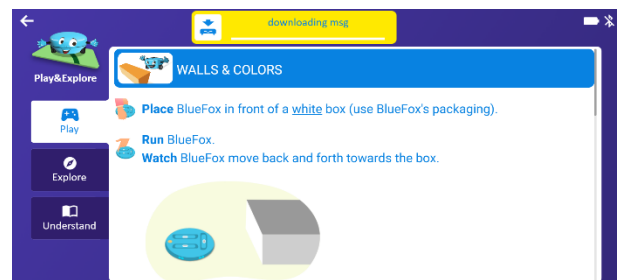 downloading msg
Play&Explore
WALLS & COLORS
Place BlueFox in front of a white box (use BlueFox's packaging).
Play
Run BlueFox.
Watch BlueFox move back and forth towards the box.
Explore
Understand